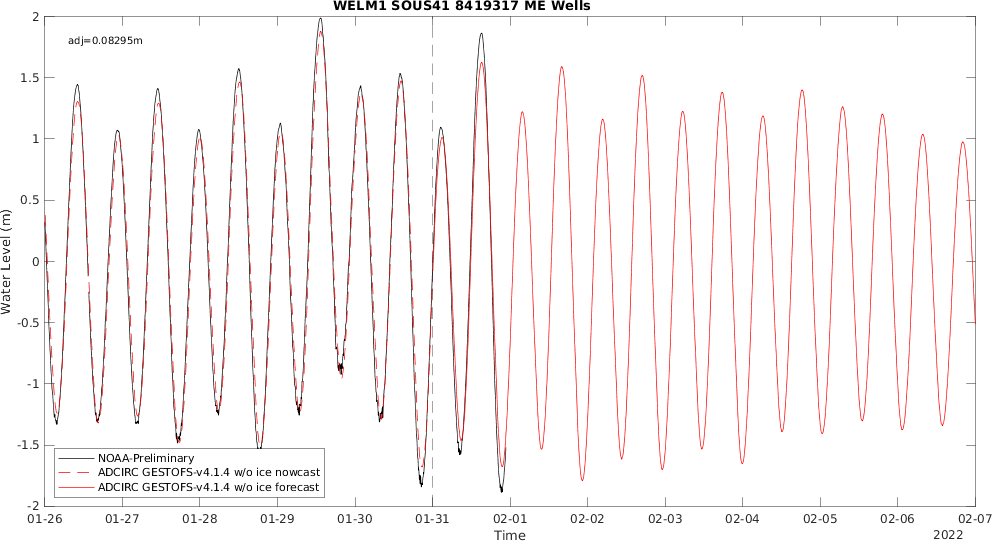 WELM1 SOUS41 8419317 ME Wells
adj=0.08295m
2
1.5
1
0.5
0
-0.5
-1
-1.5
-2
Water Level (m)
NOAA-Preliminary
ADCIRC GESTOFS-v4.1.4 w/o ice nowcast
ADCIRC GESTOFS-v4.1.4 w/o ice forecast
01-26 01-27 01-28 01-29 01-30 01-31 02-01 02-02 02-03 02-04 02-05 02-06 02-07
Time
2022